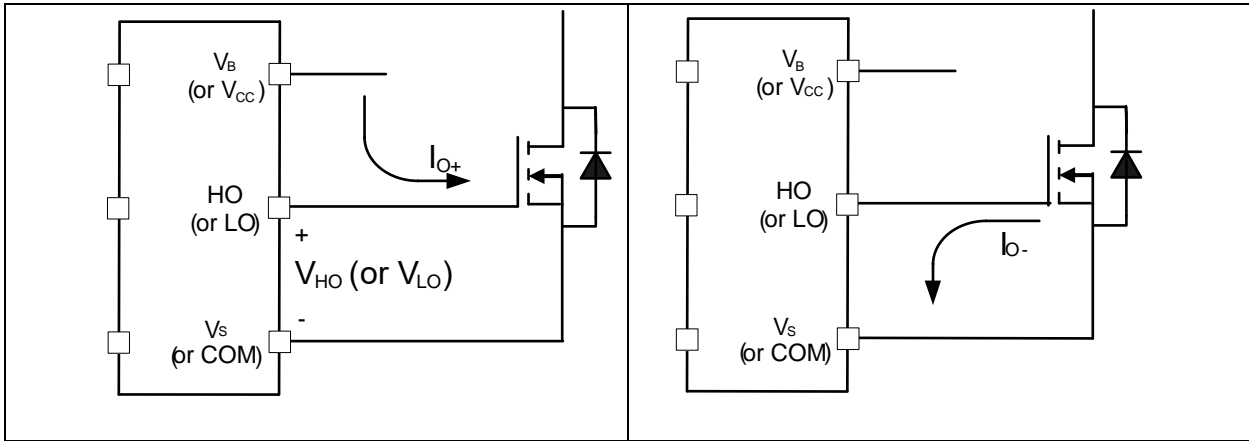 VB
(or VCC)
IO+
HO
(or LO)
+
VHO (or VLO)
-
VS
(or COM)
VB
(or VCC)
HO
(or LO)
IO-
VS
(or COM)